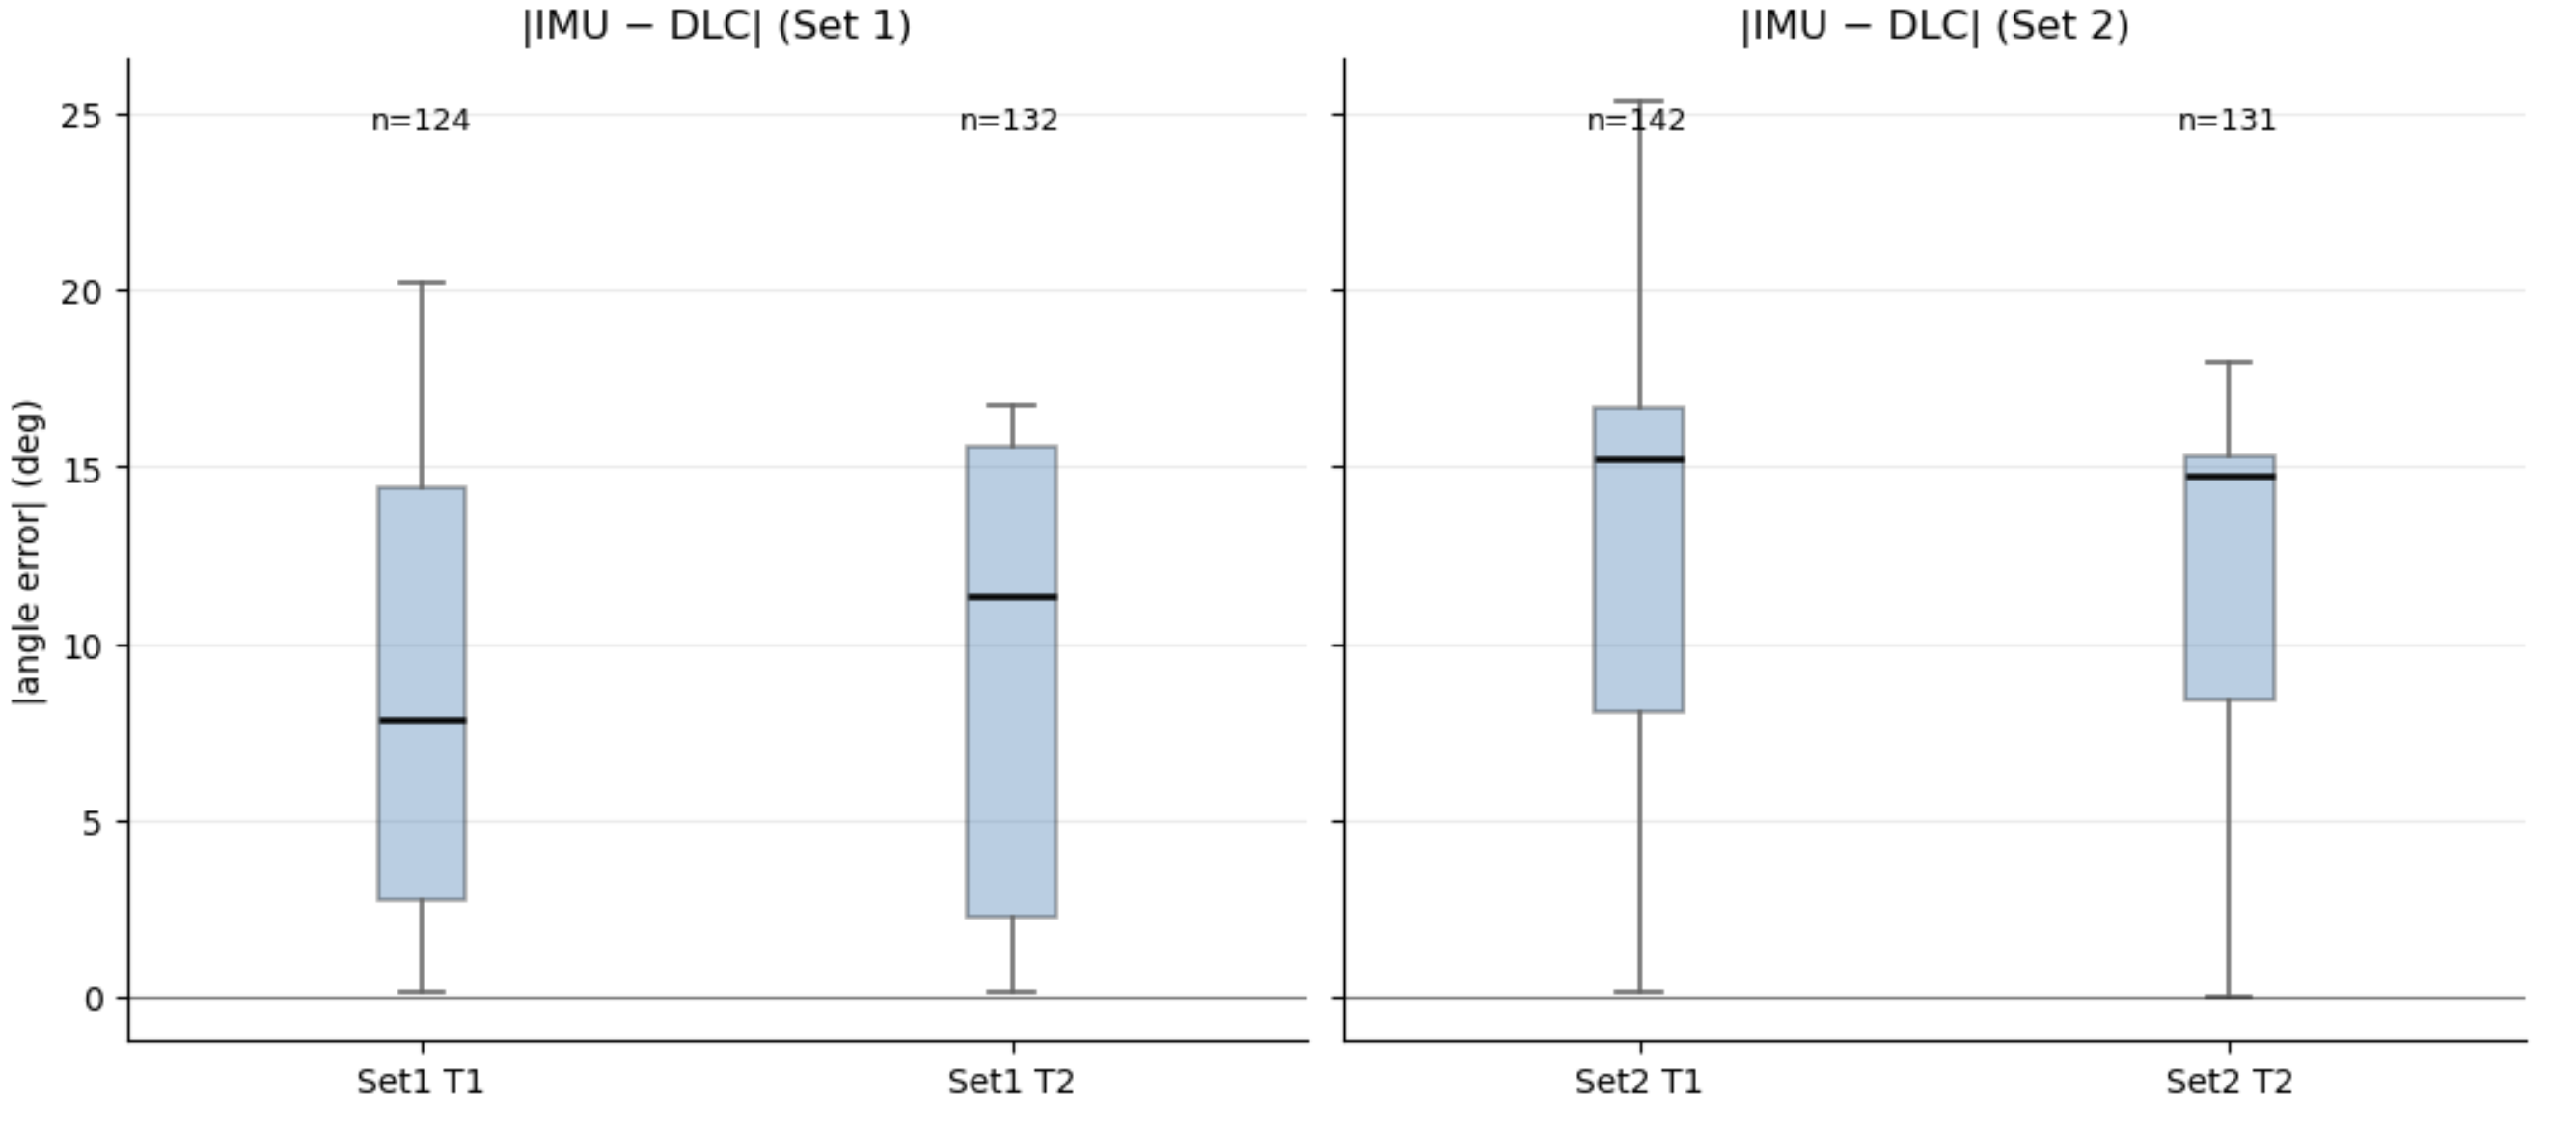 |IMU − DLC| (Set 1)
n=124
n=132
25
20
15
10
5
0
|angle error| (deg)
Set1 T1
Set1 T2
|IMU − DLC| (Set 2)
n=142
n=131
Set2 T1
Set2 T2